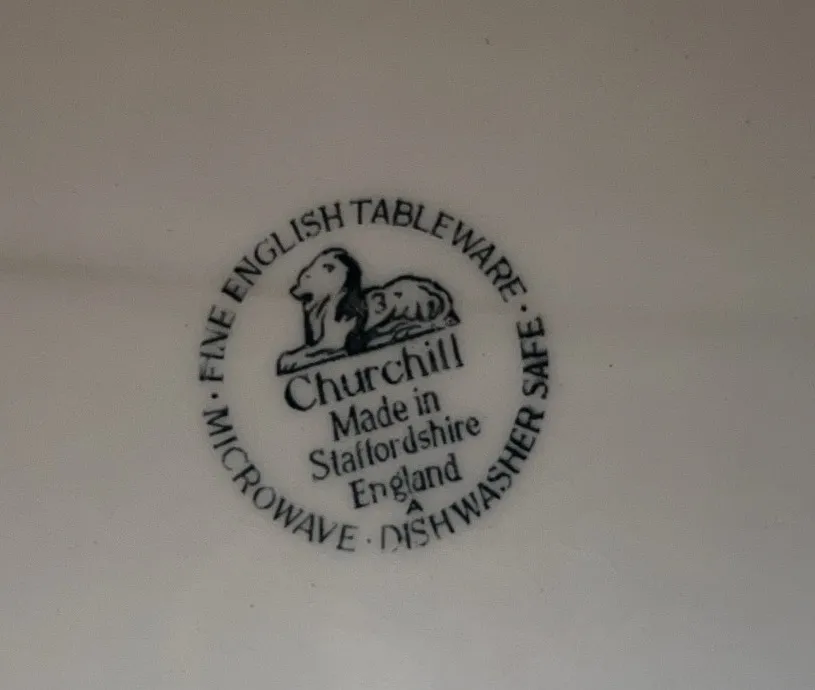 · FINE ENGLISH TABLEWARE ·
Churchill
Made in
Staffordshire
England
A
MICROWAVE · DISHWASHER SAFE